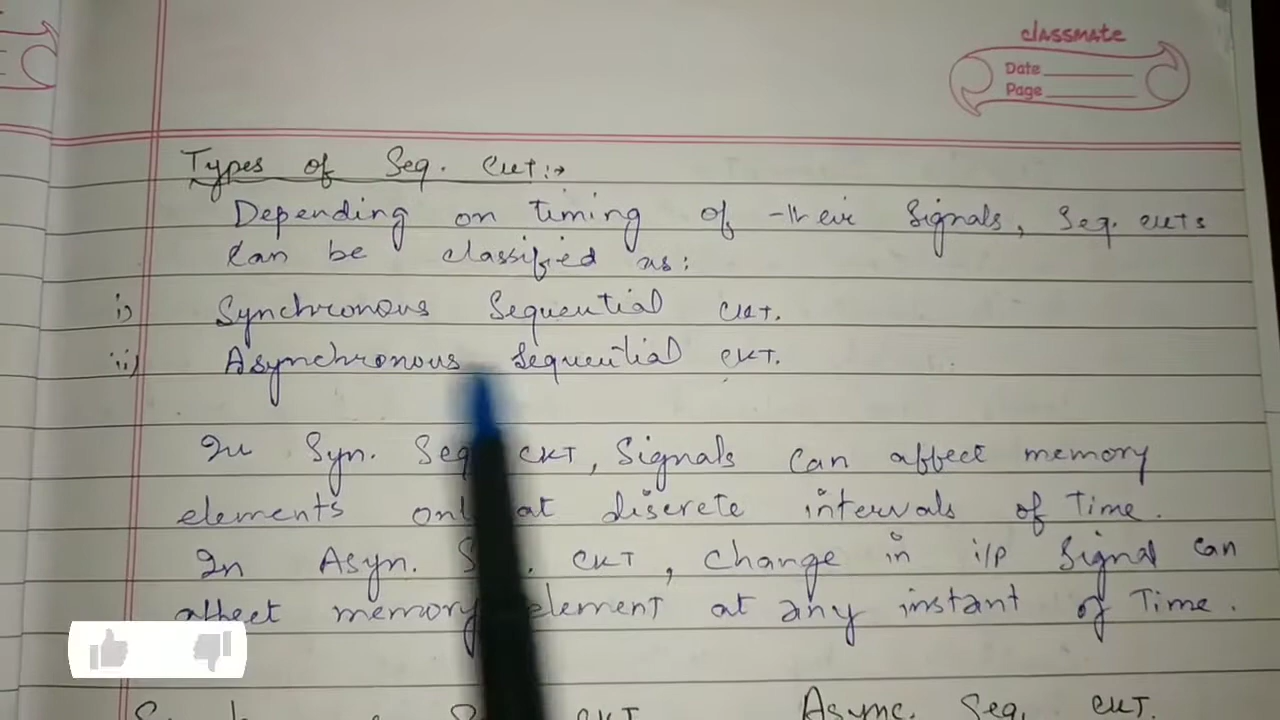 classmate
Date
Page
Types of Seq. CKT:→
Depending on timing of their Signals, Seq. ckts
Can be classified as:
i) Synchronous Sequential CKT.
ii) Asynchronous Sequential CKT.
In Syn. Seq CKT, Signals Can affect memory
elements at discrete intervals of Time.
In Asyn. CKT, Change in i/p Signal Can
affect memory element at any instant of Time.
Async. Seq. CKT.